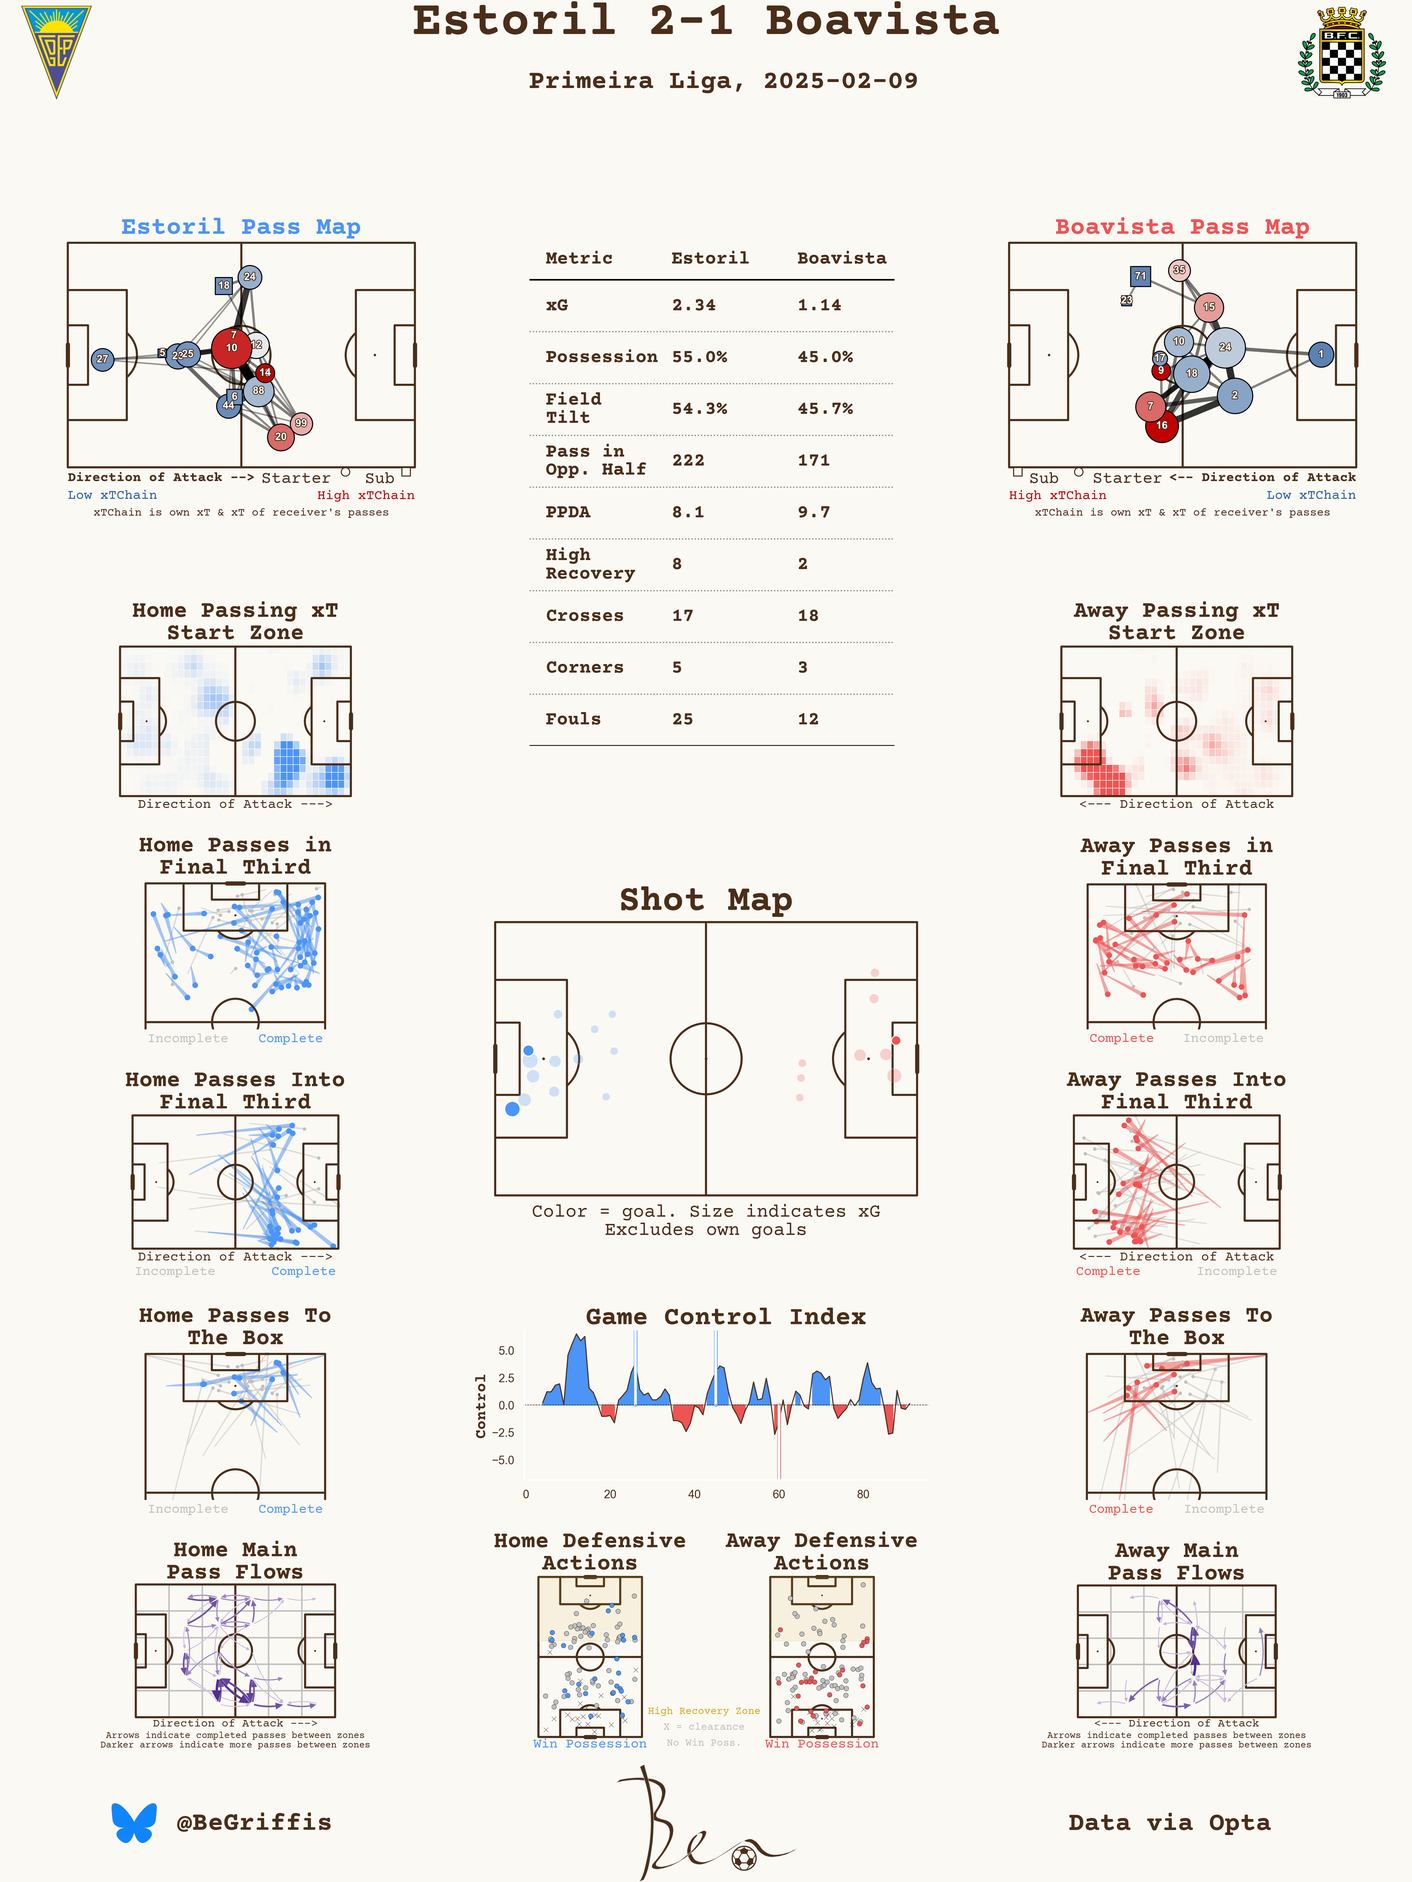 Estoril 2-1 Boavista
Primeira Liga, 2025-02-09
B.F.C.
1903
Estoril Pass Map
24
18
7
10
12
27
5
23
25
14
88
6
44
99
20
Direction of Attack --> Starter Sub
Low xTChain High xTChain
xTChain is own xT & xT of receiver's passes
Metric Estoril Boavista
xG 2.34 1.14
Possession 55.0% 45.0%
Field
Tilt 54.3% 45.7%
Pass in
Opp. Half 222 171
PPDA 8.1 9.7
High
Recovery 8 2
Crosses 17 18
Corners 5 3
Fouls 25 12
Boavista Pass Map
35
71
23
15
10
24
17
1
9
18
2
7
16
Sub Starter <-- Direction of Attack
High xTChain Low xTChain
xTChain is own xT & xT of receiver's passes
Home Passing xT
Start Zone
Direction of Attack --->
Away Passing xT
Start Zone
<--- Direction of Attack
Home Passes in
Final Third
Incomplete Complete
Away Passes in
Final Third
Complete Incomplete
Shot Map
Color = goal. Size indicates xG
Excludes own goals
Home Passes Into
Final Third
Direction of Attack --->
Incomplete Complete
Away Passes Into
Final Third
<--- Direction of Attack
Complete Incomplete
Home Passes To
The Box
Incomplete Complete
Game Control Index
Control
5.0
2.5
0.0
−2.5
−5.0
0 20 40 60 80
Away Passes To
The Box
Complete Incomplete
Home Main
Pass Flows
Direction of Attack --->
Arrows indicate completed passes between zones
Darker arrows indicate more passes between zones
Home Defensive
Actions
Win Possession
High Recovery Zone
X = clearance
No Win Poss.
Away Defensive
Actions
Win Possession
Away Main
Pass Flows
<--- Direction of Attack
Arrows indicate completed passes between zones
Darker arrows indicate more passes between zones
@BeGriffis
Ben
Data via Opta